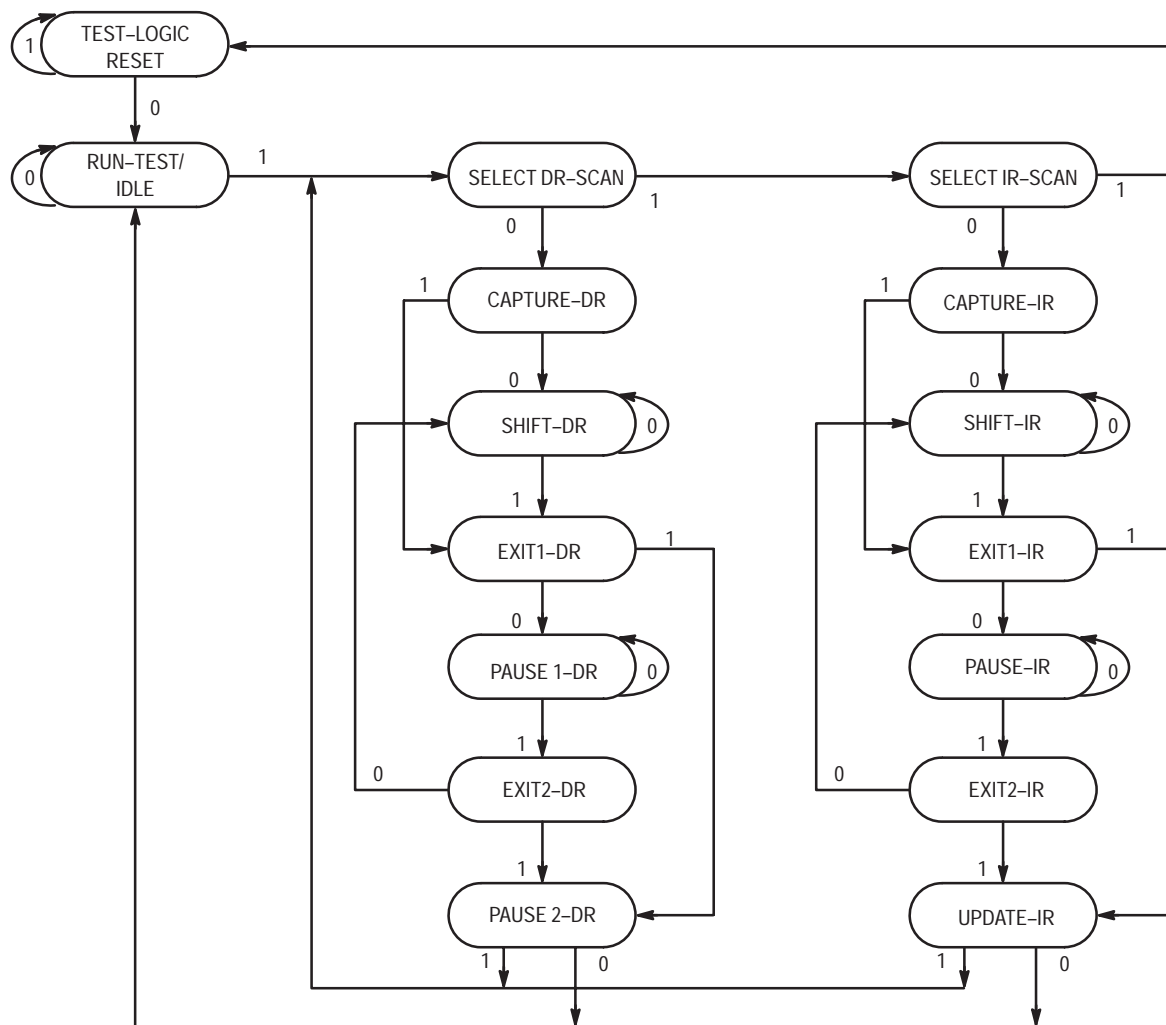 TEST–LOGIC
RESET
1
0
RUN–TEST/
IDLE
0
1
SELECT DR–SCAN
1
0
SELECT IR–SCAN
1
0
CAPTURE–DR
1
0
CAPTURE–IR
1
0
SHIFT–DR
0
1
SHIFT–IR
0
1
EXIT1–DR
1
0
EXIT1–IR
1
0
PAUSE 1–DR
0
1
PAUSE–IR
0
1
EXIT2–DR
0
1
EXIT2–IR
0
1
PAUSE 2–DR
1
0
UPDATE–IR
1
0